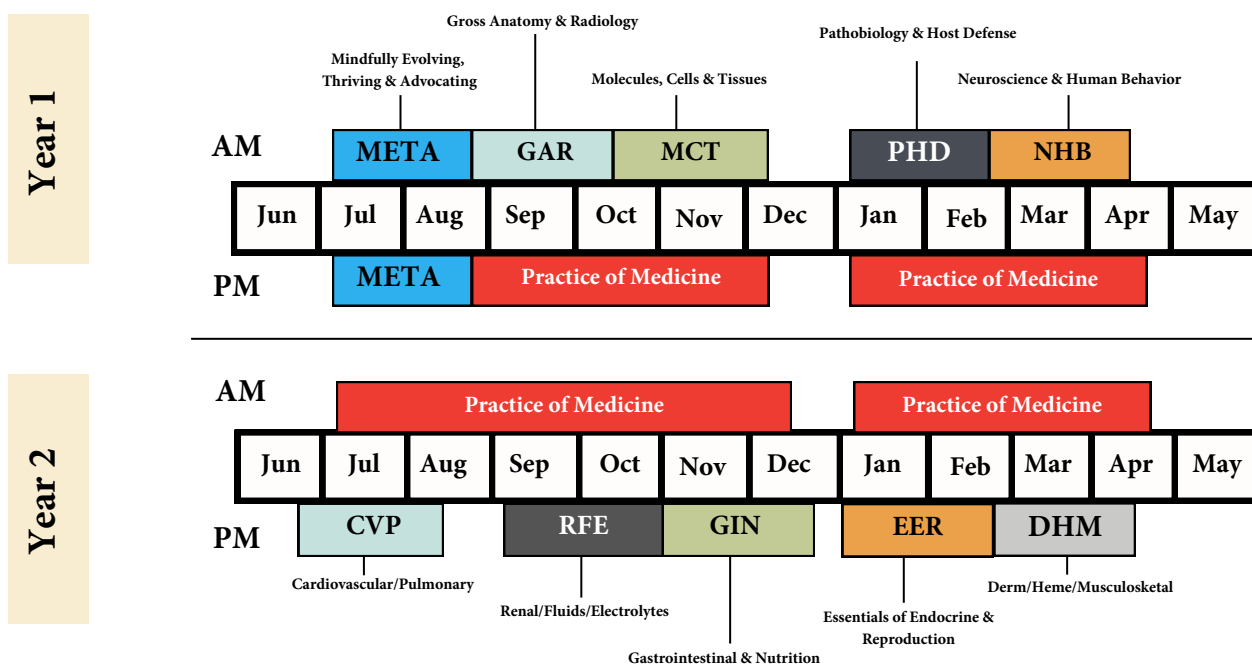 Year 1
Gross Anatomy & Radiology
Pathobiology & Host Defense
Mindfully Evolving,
Thriving & Advocating
Molecules, Cells & Tissues
Neuroscience & Human Behavior
AM
META
GAR
MCT
PHD
NHB
Jun
Jul
Aug
Sep
Oct
Nov
Dec
Jan
Feb
Mar
Apr
May
PM
META
Practice of Medicine
Practice of Medicine
Year 2
AM
Practice of Medicine
Practice of Medicine
Jun
Jul
Aug
Sep
Oct
Nov
Dec
Jan
Feb
Mar
Apr
May
PM
CVP
RFE
GIN
EER
DHM
Cardiovascular/Pulmonary
Renal/Fluids/Electrolytes
Gastrointestinal & Nutrition
Essentials of Endocrine &
Reproduction
Derm/Heme/Musculosketal